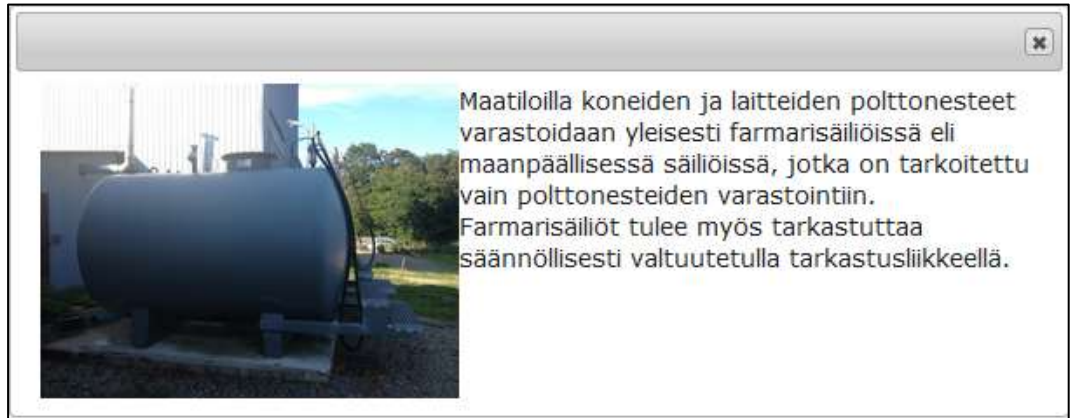 Maatiloilla koneiden ja laitteiden polttonesteet
varastoidaan yleisesti farmarisäiliöissä eli
maanpäällisessä säiliöissä, jotka on tarkoitettu
vain polttonesteiden varastointiin.
Farmarisäiliöt tulee myös tarkastuttaa
säännöllisesti valtuutetulla tarkastusliikkeellä.